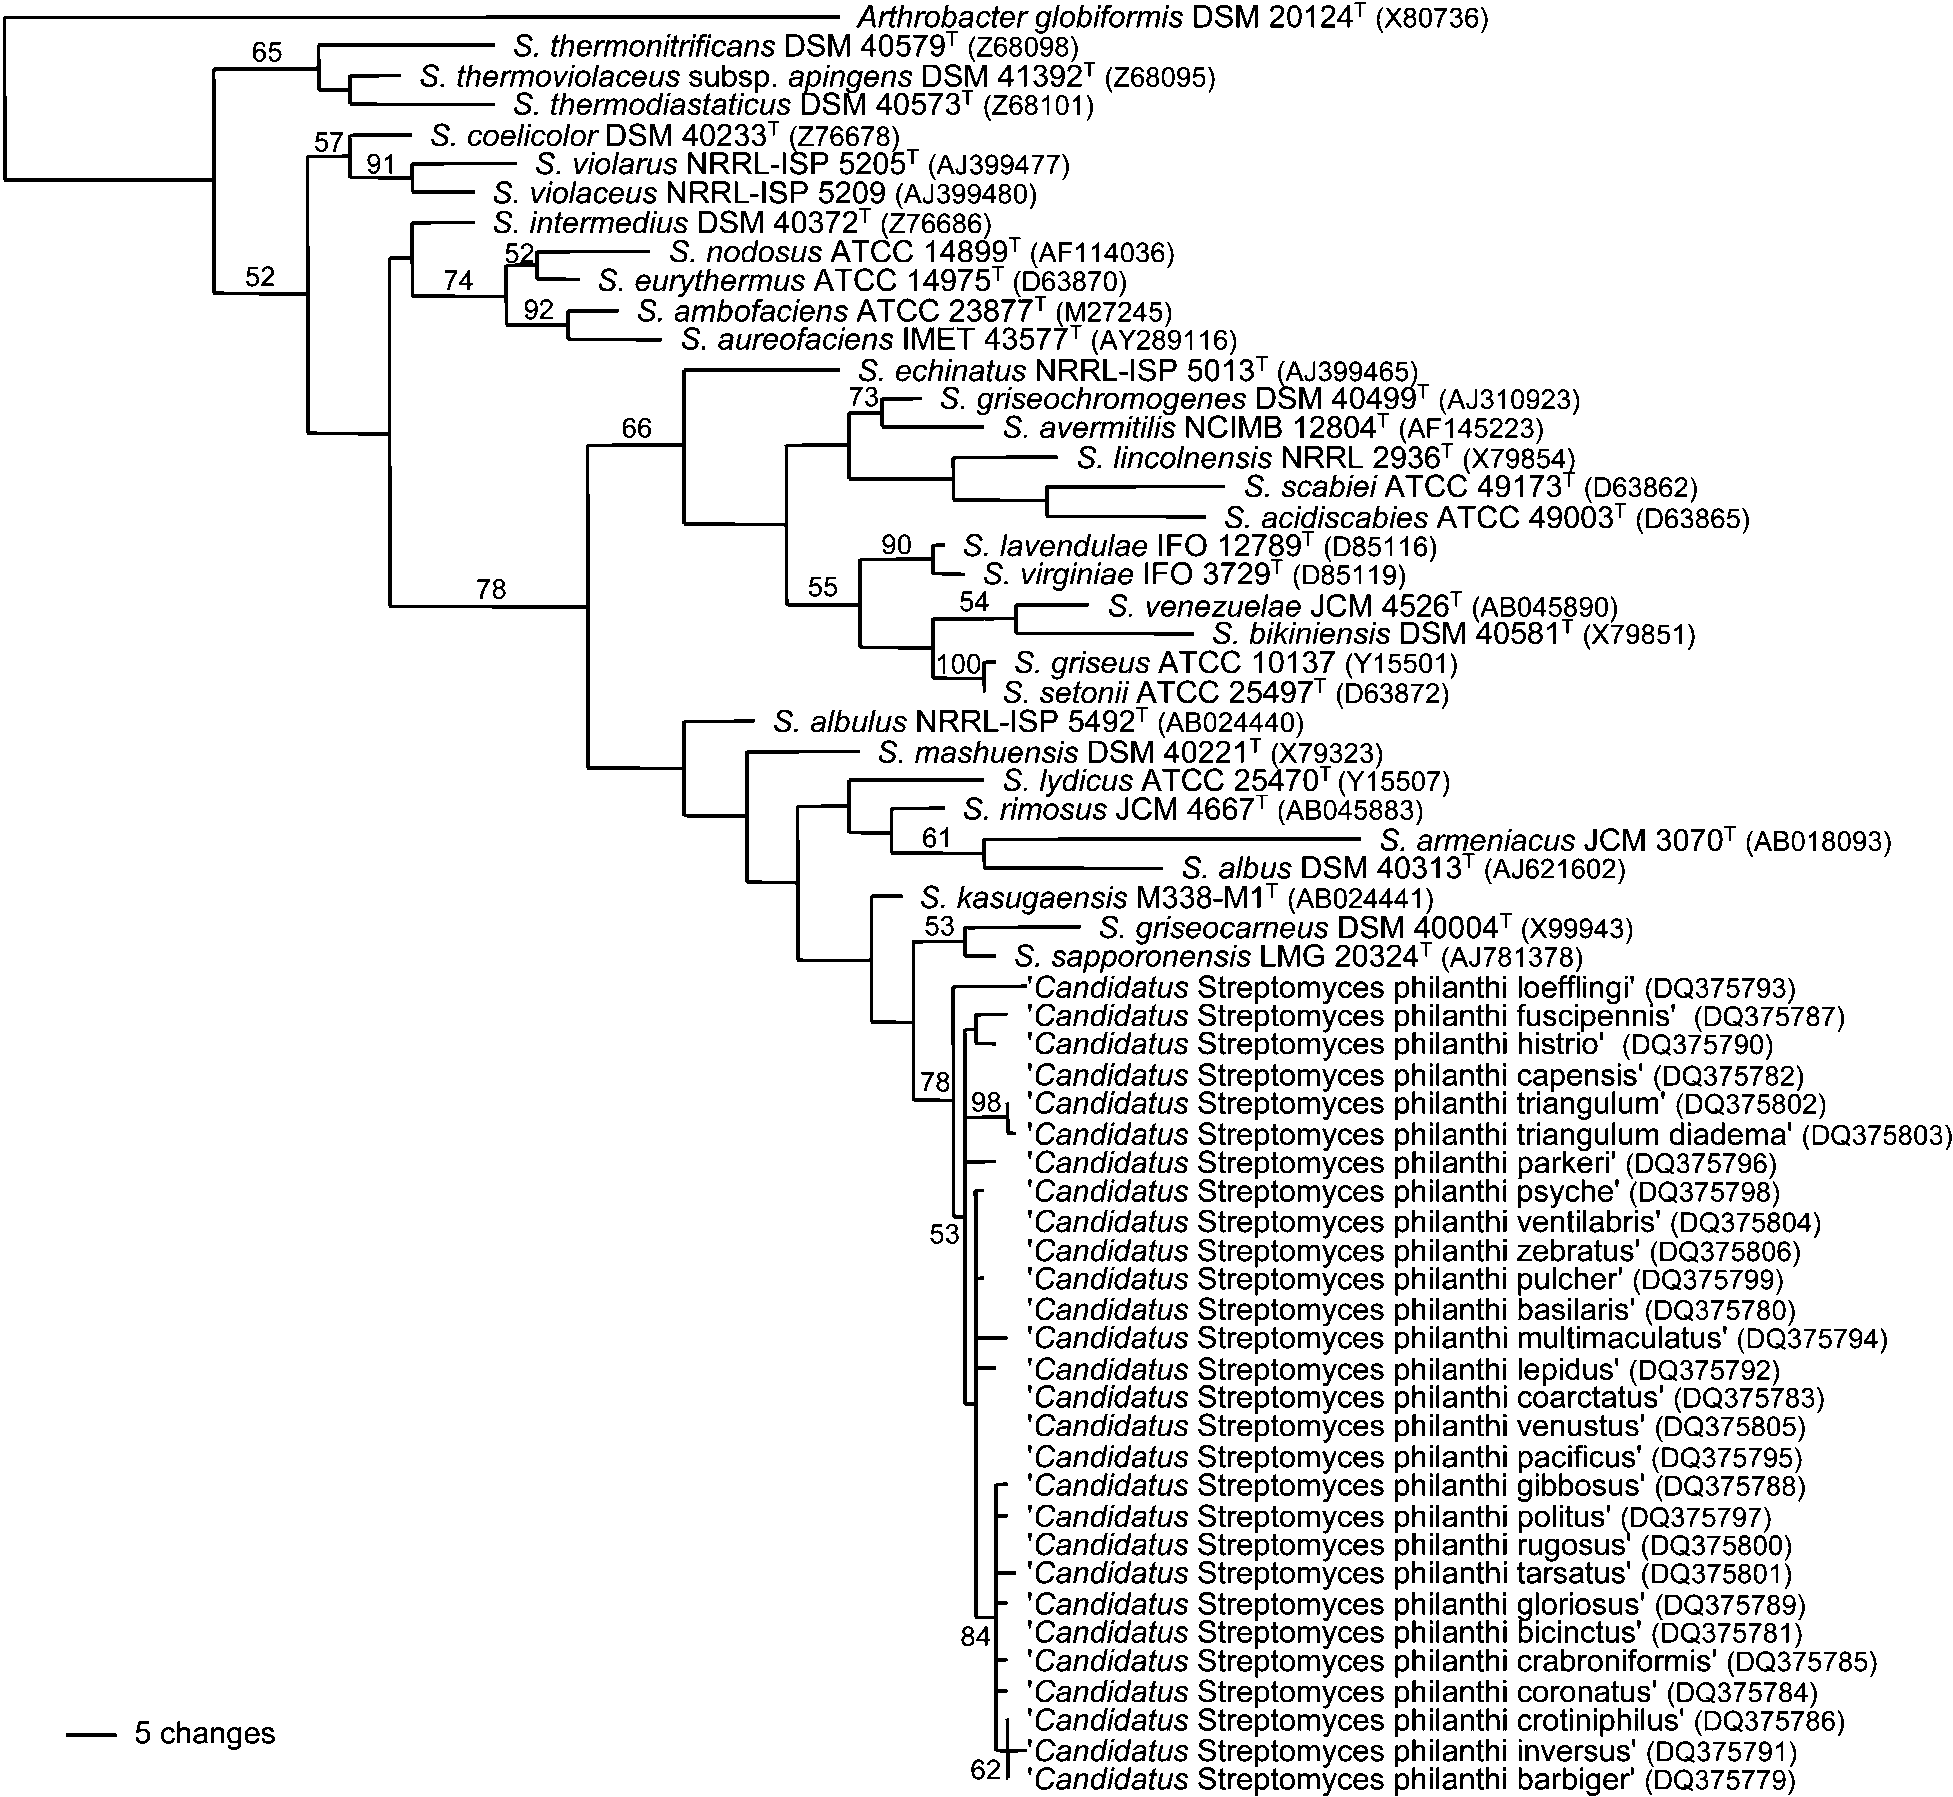 Arthrobacter globiformis DSM 20124T (X80736)
65
S. thermonitrificans DSM 40579T (Z68098)
S. thermoviolaceus subsp. apingens DSM 41392T (Z68095)
S. thermodiastaticus DSM 40573T (Z68101)
57
S. coelicolor DSM 40233T (Z76678)
91
S. violarus NRRL-ISP 5205T (AJ399477)
S. violaceus NRRL-ISP 5209 (AJ399480)
S. intermedius DSM 40372T (Z76686)
52
S. nodosus ATCC 14899T (AF114036)
52
74
S. eurythermus ATCC 14975T (D63870)
92
S. ambofaciens ATCC 23877T (M27245)
S. aureofaciens IMET 43577T (AY289116)
S. echinatus NRRL-ISP 5013T (AJ399465)
73
S. griseochromogenes DSM 40499T (AJ310923)
66
S. avermitilis NCIMB 12804T (AF145223)
S. lincolnensis NRRL 2936T (X79854)
S. scabiei ATCC 49173T (D63862)
S. acidiscabies ATCC 49003T (D63865)
90
S. lavendulae IFO 12789T (D85116)
S. virginiae IFO 3729T (D85119)
78
55
54
S. venezuelae JCM 4526T (AB045890)
S. bikiniensis DSM 40581T (X79851)
100
S. griseus ATCC 10137 (Y15501)
S. setonii ATCC 25497T (D63872)
S. albulus NRRL-ISP 5492T (AB024440)
S. mashuensis DSM 40221T (X79323)
S. lydicus ATCC 25470T (Y15507)
S. rimosus JCM 4667T (AB045883)
61
S. armeniacus JCM 3070T (AB018093)
S. albus DSM 40313T (AJ621602)
S. kasugaensis M338-M1T (AB024441)
53
S. griseocarneus DSM 40004T (X99943)
S. sapporonensis LMG 20324T (AJ781378)
'Candidatus Streptomyces philanthi loefflingi' (DQ375793)
'Candidatus Streptomyces philanthi fuscipennis' (DQ375787)
'Candidatus Streptomyces philanthi histrio' (DQ375790)
78
'Candidatus Streptomyces philanthi capensis' (DQ375782)
98
'Candidatus Streptomyces philanthi triangulum' (DQ375802)
'Candidatus Streptomyces philanthi triangulum diadema' (DQ375803)
'Candidatus Streptomyces philanthi parkeri' (DQ375796)
'Candidatus Streptomyces philanthi psyche' (DQ375798)
'Candidatus Streptomyces philanthi ventilabris' (DQ375804)
53
'Candidatus Streptomyces philanthi zebratus' (DQ375806)
'Candidatus Streptomyces philanthi pulcher' (DQ375799)
'Candidatus Streptomyces philanthi basilaris' (DQ375780)
'Candidatus Streptomyces philanthi multimaculatus' (DQ375794)
'Candidatus Streptomyces philanthi lepidus' (DQ375792)
'Candidatus Streptomyces philanthi coarctatus' (DQ375783)
'Candidatus Streptomyces philanthi venustus' (DQ375805)
'Candidatus Streptomyces philanthi pacificus' (DQ375795)
'Candidatus Streptomyces philanthi gibbosus' (DQ375788)
'Candidatus Streptomyces philanthi politus' (DQ375797)
'Candidatus Streptomyces philanthi rugosus' (DQ375800)
'Candidatus Streptomyces philanthi tarsatus' (DQ375801)
'Candidatus Streptomyces philanthi gloriosus' (DQ375789)
84
'Candidatus Streptomyces philanthi bicinctus' (DQ375781)
'Candidatus Streptomyces philanthi crabroniformis' (DQ375785)
'Candidatus Streptomyces philanthi coronatus' (DQ375784)
'Candidatus Streptomyces philanthi crotiniphilus' (DQ375786)
5 changes
'Candidatus Streptomyces philanthi inversus' (DQ375791)
62
'Candidatus Streptomyces philanthi barbiger' (DQ375779)